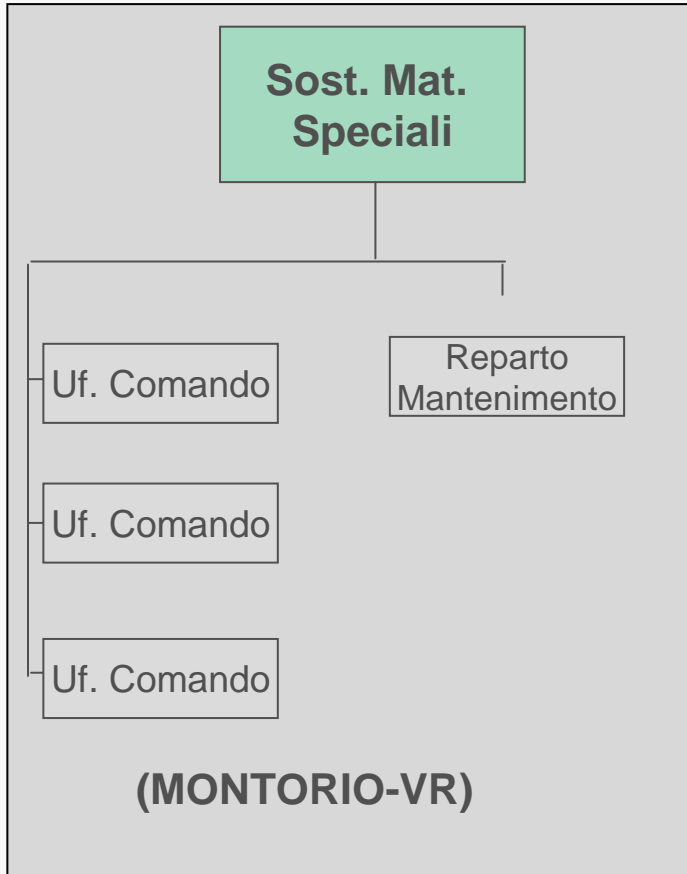 Sost. Mat.
Speciali
Uf. Comando
Reparto
Mantenimento
Uf. Comando
Uf. Comando
(MONTORIO-VR)